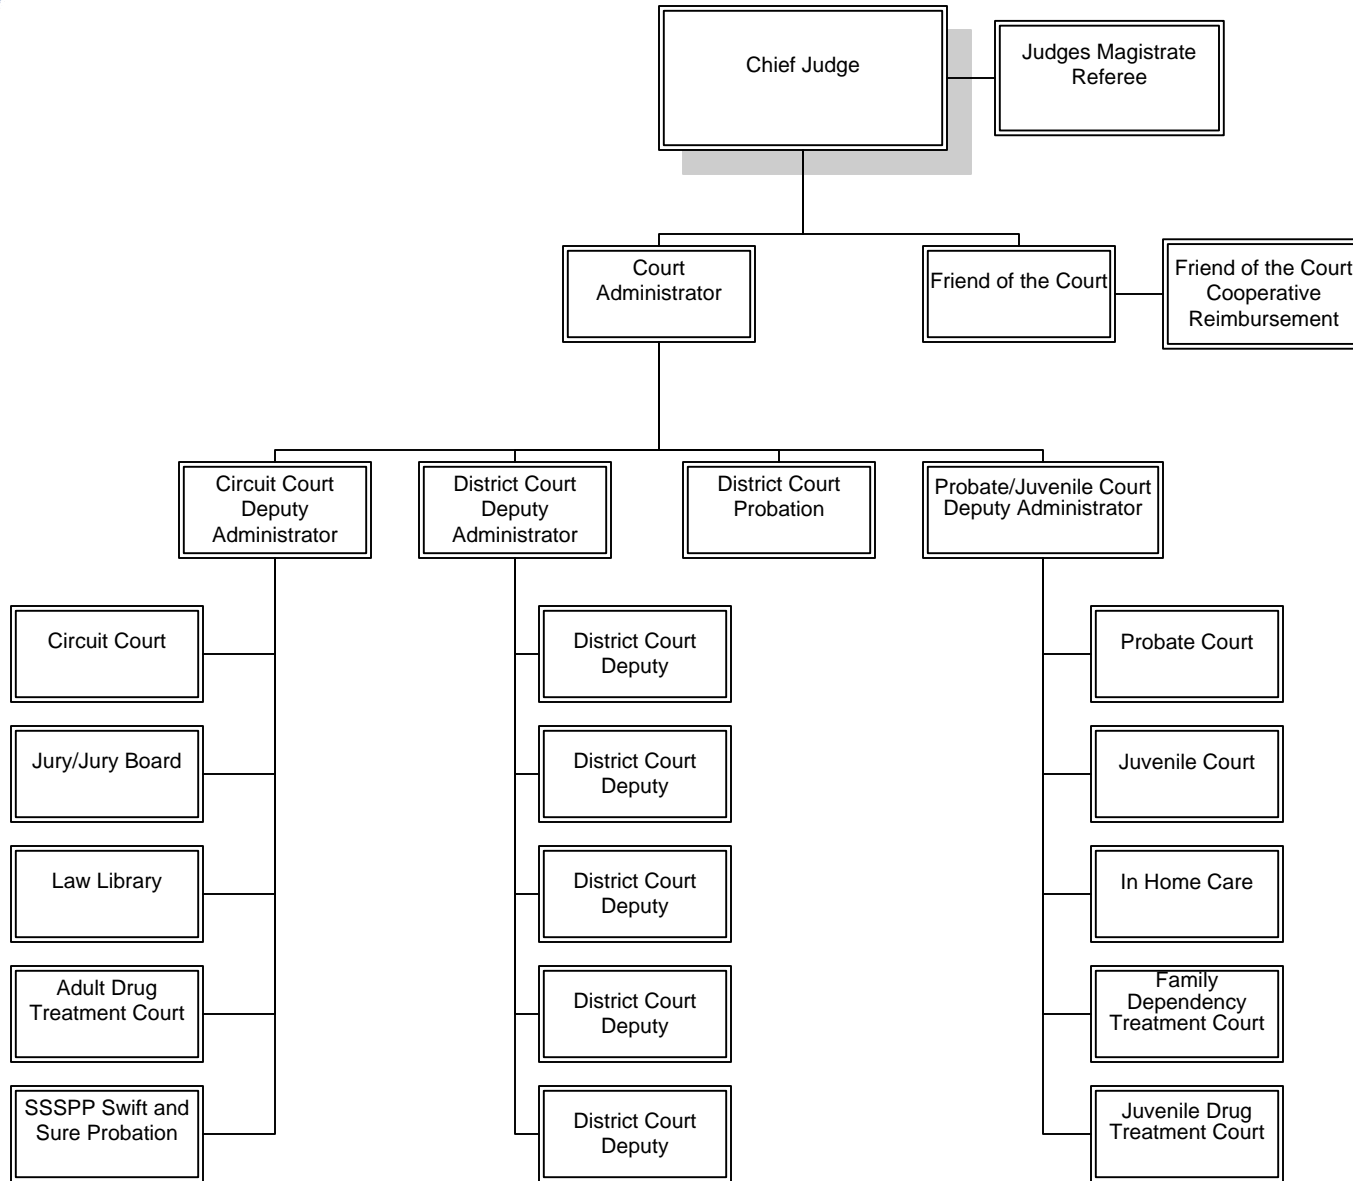 Chief Judge
Judges Magistrate
Referee
Court
Administrator
Friend of the Court
Friend of the Court
Cooperative
Reimbursement
Circuit Court
Deputy
Administrator
District Court
Deputy
Administrator
District Court
Probation
Probate/Juvenile Court
Deputy Administrator
Circuit Court
Jury/Jury Board
Law Library
Adult Drug
Treatment Court
SSSPP Swift and
Sure Probation
District Court
Deputy
District Court
Deputy
District Court
Deputy
District Court
Deputy
District Court
Deputy
Probate Court
Juvenile Court
In Home Care
Family
Dependency
Treatment Court
Juvenile Drug
Treatment Court